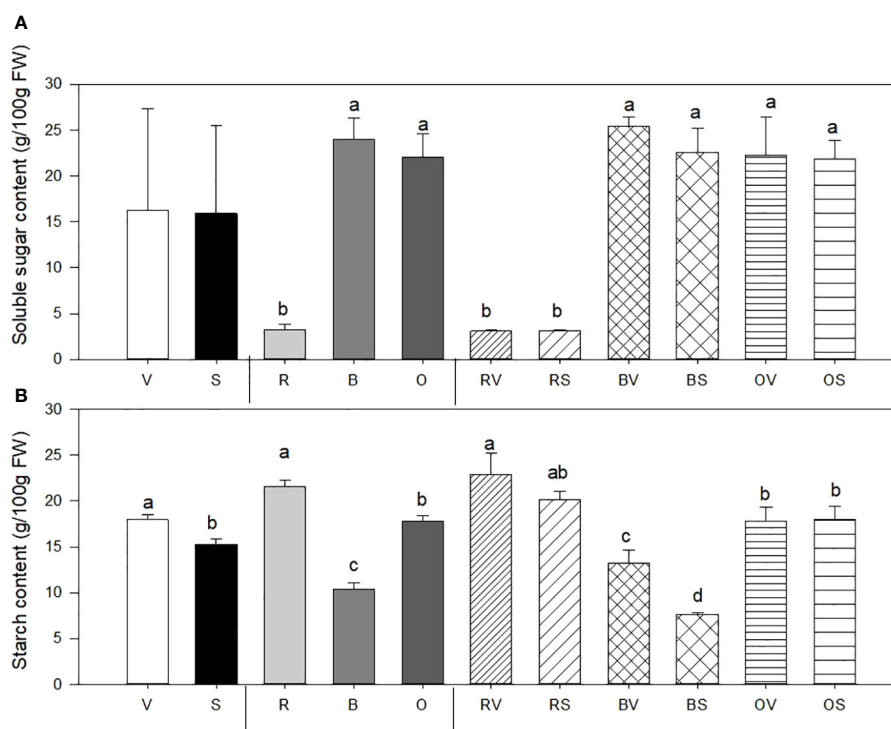 A
Soluble sugar content (g/100g FW)
30
25
20
15
10
5
0
a
a
b
b
b
a
a
a
a
V S R B O RV RS BV BS OV OS
B
Starch content (g/100g FW)
30
25
20
15
10
5
0
a
b
a
c
b
a
ab
c
d
b
b
V S R B O RV RS BV BS OV OS